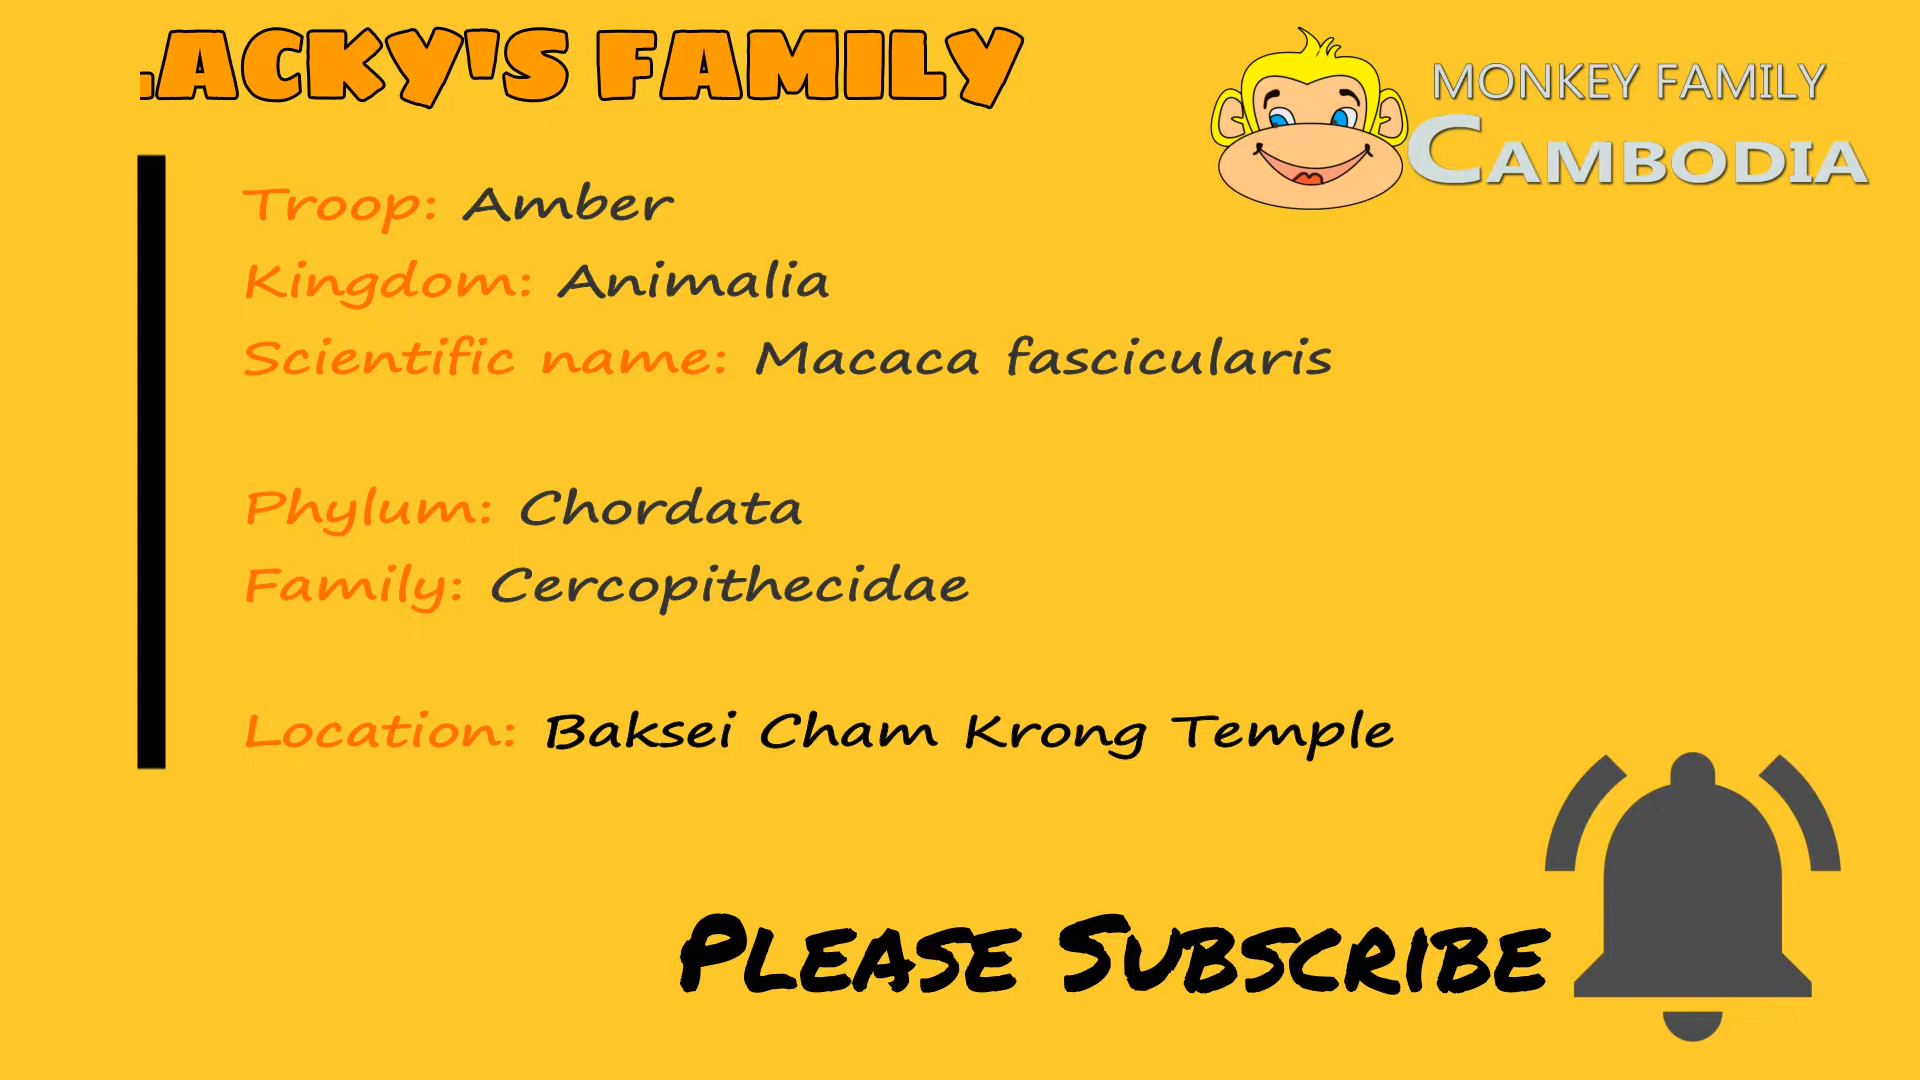 LACKY'S FAMILY
MONKEY FAMILY
CAMBODIA
Troop: Amber
Kingdom: Animalia
Scientific name: Macaca fascicularis
Phylum: Chordata
Family: Cercopithecidae
Location: Baksei Cham Krong Temple
Please Subscribe